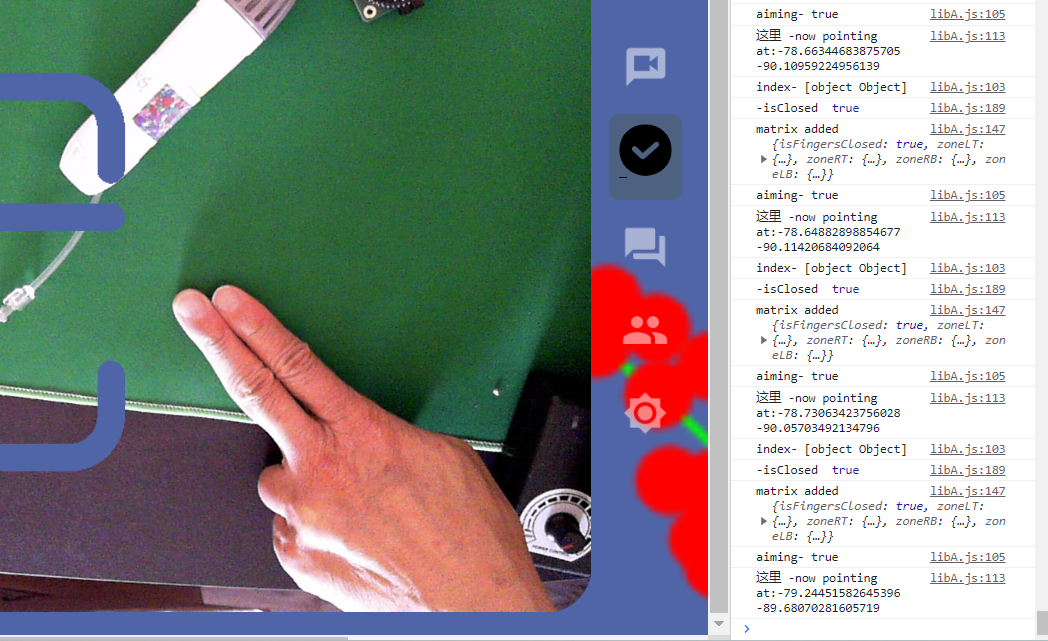 aiming- true libA.js:105
这里 -now pointing libA.js:113
at:-78.66344683875705
-90.10959224956139
index- [object Object] libA.js:103
-isClosed true libA.js:189
matrix added libA.js:147
{isFingersClosed: true, zoneLT:
{…}, zoneRT: {…}, zoneRB: {…}, zon
eLB: {…}}
aiming- true libA.js:105
这里 -now pointing libA.js:113
at:-78.64882898854677
-90.11420684092064
index- [object Object] libA.js:103
-isClosed true libA.js:189
matrix added libA.js:147
{isFingersClosed: true, zoneLT:
{…}, zoneRT: {…}, zoneRB: {…}, zon
eLB: {…}}
aiming- true libA.js:105
这里 -now pointing libA.js:113
at:-78.73063423756028
-90.05703492134796
index- [object Object] libA.js:103
-isClosed true libA.js:189
matrix added libA.js:147
{isFingersClosed: true, zoneLT:
{…}, zoneRT: {…}, zoneRB: {…}, zon
eLB: {…}}
aiming- true libA.js:105
这里 -now pointing libA.js:113
at:-79.24451582645396
-89.68070281605719